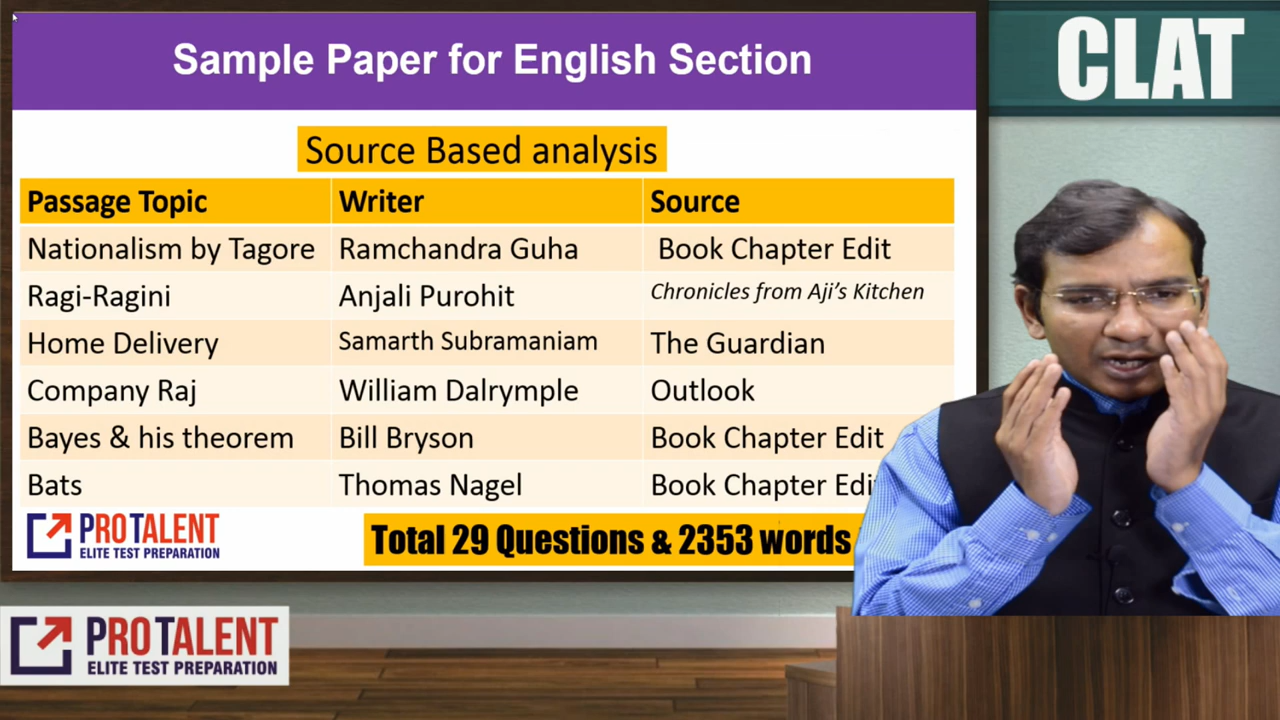 Sample Paper for English Section
CLAT
Source Based analysis
Passage Topic Writer Source
Nationalism by Tagore Ramchandra Guha Book Chapter Edit
Ragi-Ragini Anjali Purohit Chronicles from Aji's Kitchen
Home Delivery Samarth Subramaniam The Guardian
Company Raj William Dalrymple Outlook
Bayes & his theorem Bill Bryson Book Chapter Edit
Bats Thomas Nagel Book Chapter
PROTALENT
ELITE TEST PREPARATION
Total 29 Questions & 2353 words
PROTALENT
ELITE TEST PREPARATION